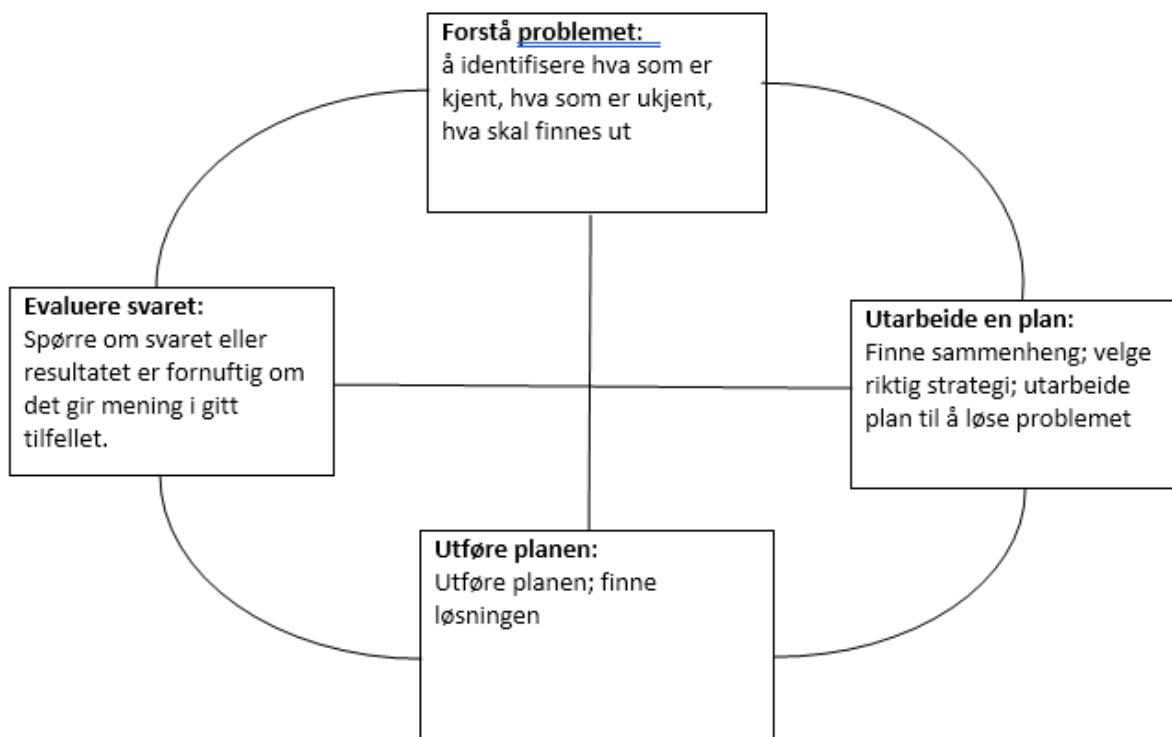 Forstå problemet:
å identifisere hva som er
kjent, hva som er ukjent,
hva skal finnes ut
Evaluere svaret:
Spørre om svaret eller
resultatet er fornuftig om
det gir mening i gitt
tilfellet.
Utarbeide en plan:
Finne sammenheng; velge
riktig strategi; utarbeide
plan til å løse problemet
Utføre planen:
Utføre planen; finne
løsningen